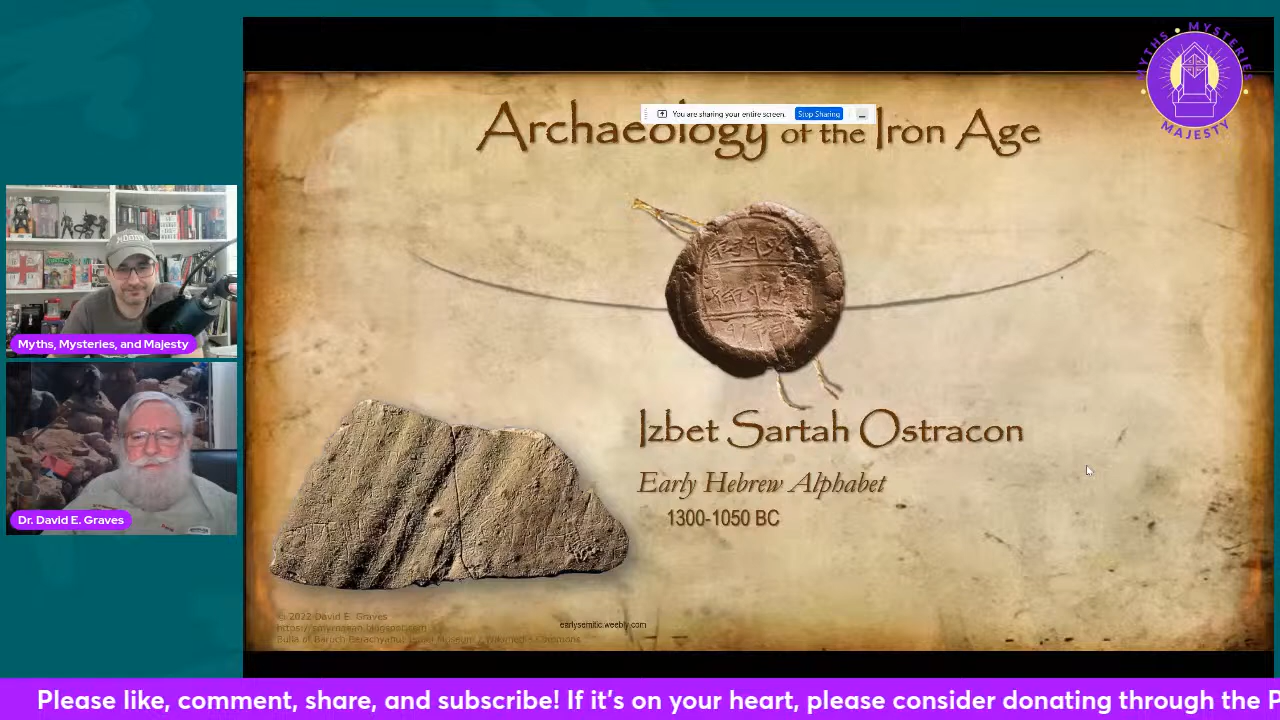 MYTHS • MYSTERIES
MAJESTY
You are sharing your entire screen.
Stop Sharing
Archaeology of the Iron Age
Izbet Sartah Ostracon
Early Hebrew Alphabet
1300-1050 BC
Myths, Mysteries, and Majesty
Dr. David E. Graves
© 2022 David E. Graves
earlysemitic.weebly.com
Please like, comment, share, and subscribe! If it's on your heart, please consider donating through the P